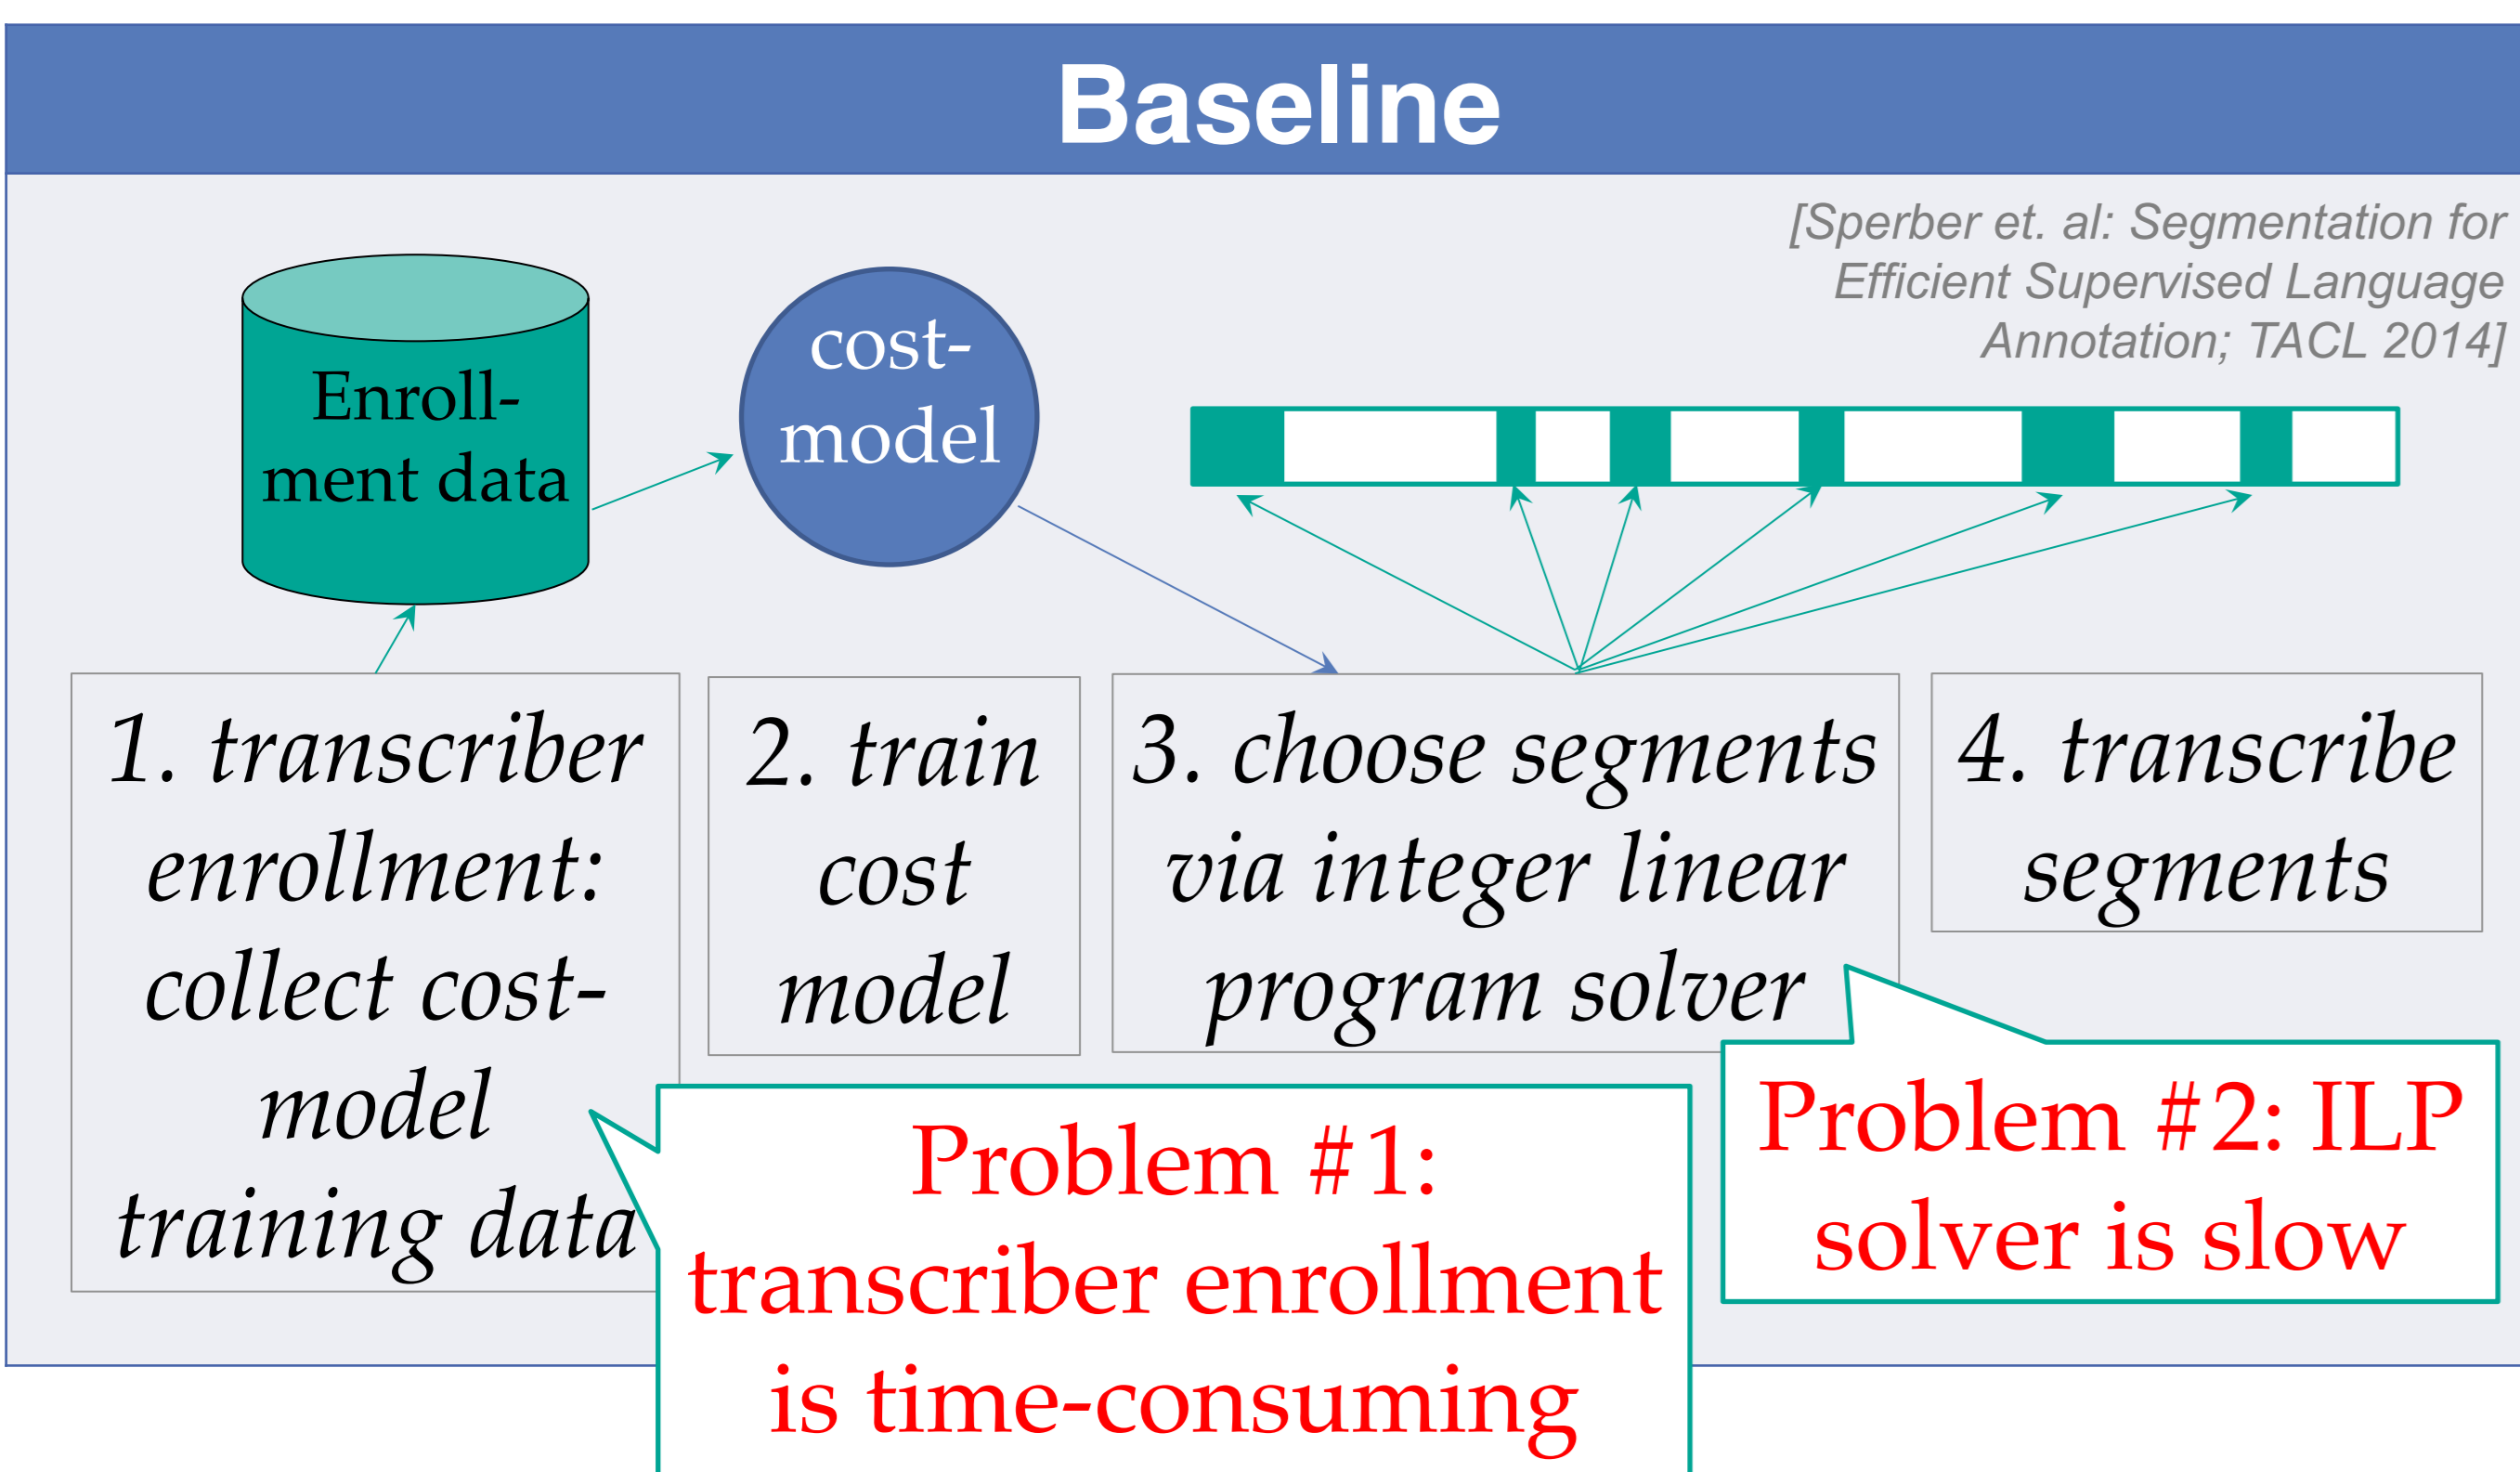 Baseline
[Sperber et. al: Segmentation for
Efficient Supervised Language
Annotation; TACL 2014]
Enroll-
ment data
cost-
model
1. transcriber
enrollment:
collect cost-
model
training data
2. train
cost
model
3. choose segments
via integer linear
program solver
4. transcribe
segments
Problem #1:
transcriber enrollment
is time-consuming
Problem #2: ILP
solver is slow